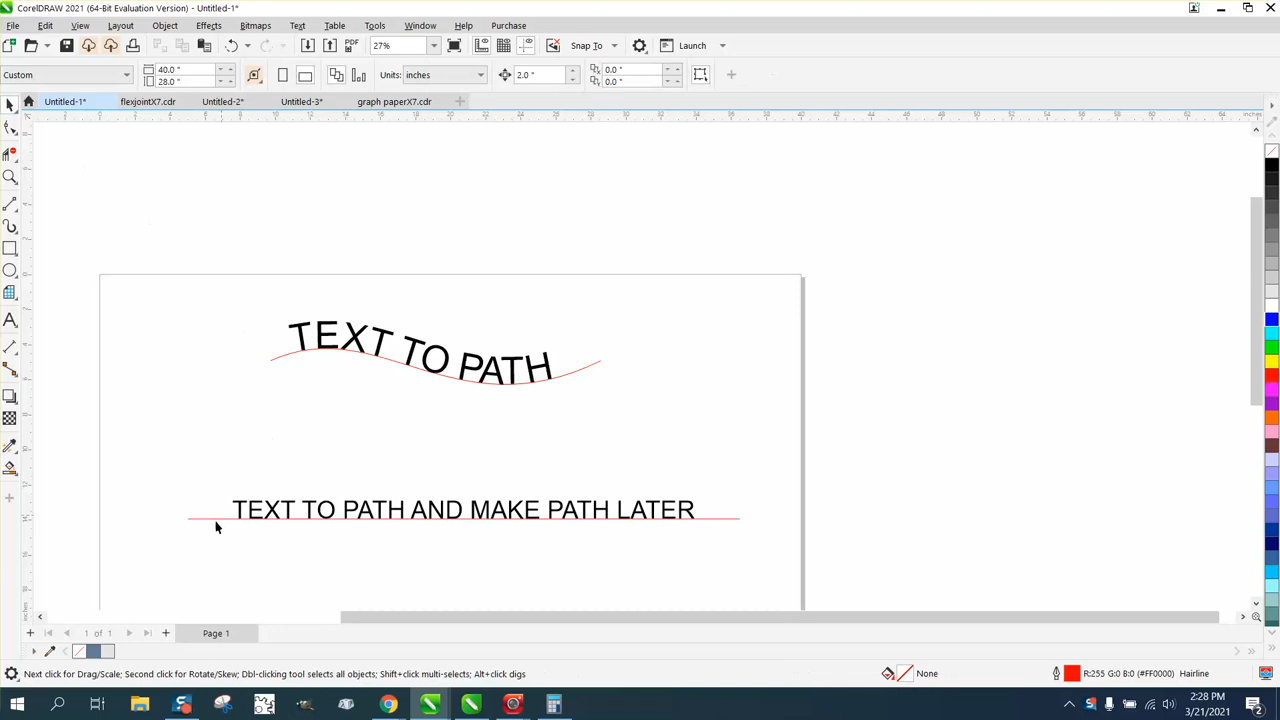 CorelDRAW 2021 (64-Bit Evaluation Version) - Untitled-1*
File Edit View Layout Object Effects Bitmaps Text Table Tools Window Help Purchase
PDF 27% Snap To Launch
Custom 40.0 " 28.0 " Units: inches 2.0 " 0.0 " 0.0 "
Untitled-1* flexjointX7.cdr Untitled-2* Untitled-3* graph paperX7.cdr
inches
TEXT TO PATH
TEXT TO PATH AND MAKE PATH LATER
1 of 1 Page 1
Next click for Drag/Scale; Second click for Rotate/Skew; Dbl-clicking tool selects all objects; Shift+click multi-selects; Alt+click digs None R:255 G:0 B:0 (#FF0000) Hairline
2:28 PM
3/21/2021